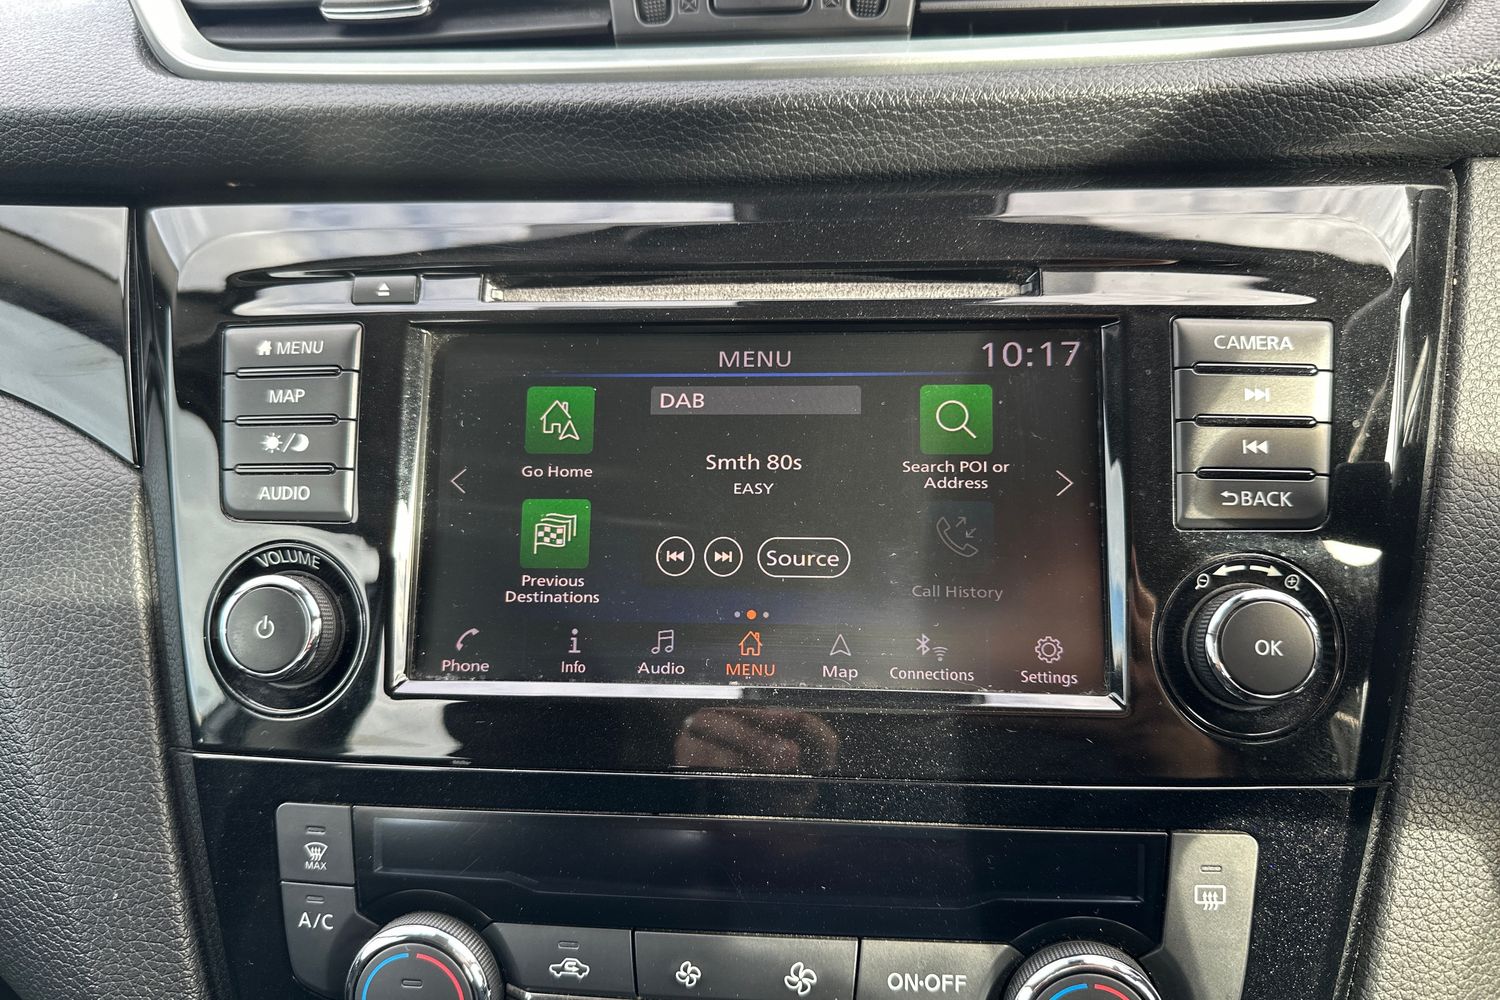 MENU
MAP
AUDIO
VOLUME
MENU
10:17
DAB
Go Home
Smth 80s
EASY
Search POI or
Address
Previous
Destinations
Source
Call History
Phone
Info
Audio
MENU
Map
Connections
Settings
CAMERA
BACK
OK
MAX
A/C
ON·OFF